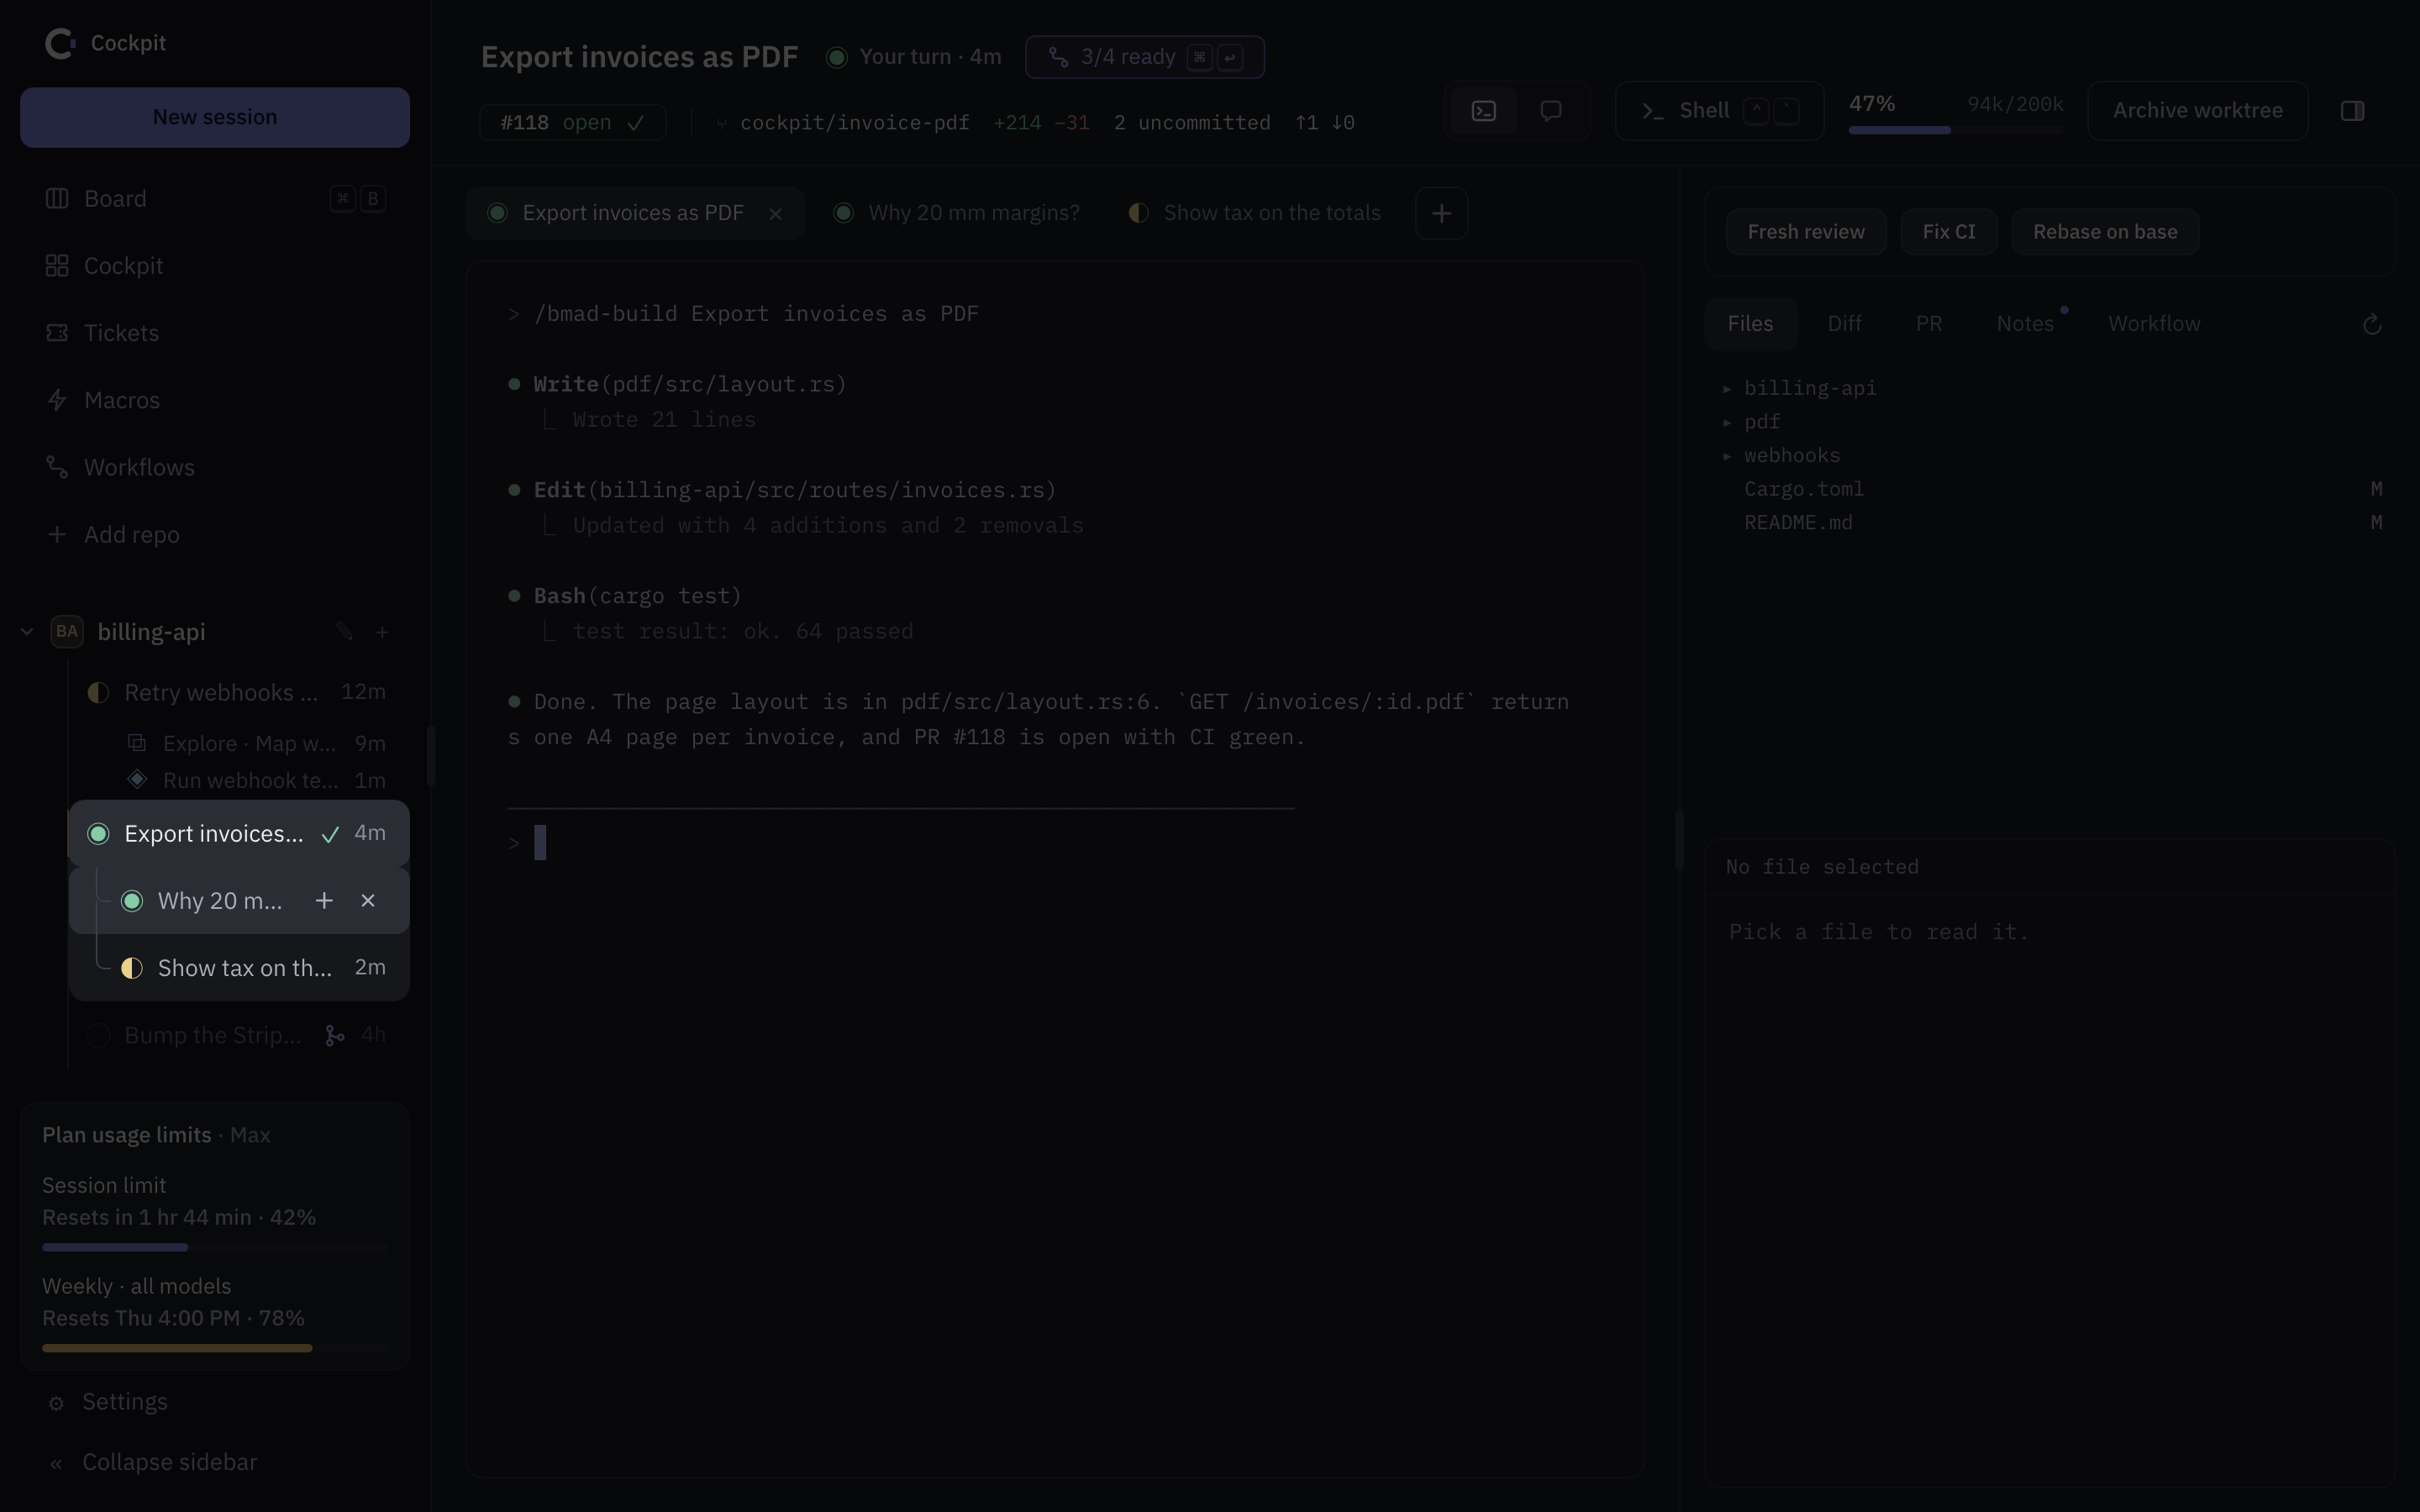 Cockpit
New session
Board ⌘ B
Cockpit
Tickets
Macros
Workflows
Add repo
BA billing-api
Retry webhooks ... 12m
Explore · Map w... 9m
Run webhook te... 1m
Export invoices... 4m
Why 20 m...
Show tax on th... 2m
Bump the Strip... 4h
Plan usage limits · Max
Session limit
Resets in 1 hr 44 min · 42%
Weekly · all models
Resets Thu 4:00 PM · 78%
Settings
« Collapse sidebar
Export invoices as PDF Your turn · 4m 3/4 ready ⌘ ↩
#118 open ✓ cockpit/invoice-pdf +214 −31 2 uncommitted ↑1 ↓0
Shell ^ `
47% 94k/200k
Archive worktree
Export invoices as PDF × Why 20 mm margins? Show tax on the totals +
> /bmad-build Export invoices as PDF
● Write(pdf/src/layout.rs)
⎿ Wrote 21 lines
● Edit(billing-api/src/routes/invoices.rs)
⎿ Updated with 4 additions and 2 removals
● Bash(cargo test)
⎿ test result: ok. 64 passed
● Done. The page layout is in pdf/src/layout.rs:6. `GET /invoices/:id.pdf` return
s one A4 page per invoice, and PR #118 is open with CI green.
>
Fresh review Fix CI Rebase on base
Files Diff PR Notes Workflow
▸ billing-api
▸ pdf
▸ webhooks
Cargo.toml M
README.md M
No file selected
Pick a file to read it.